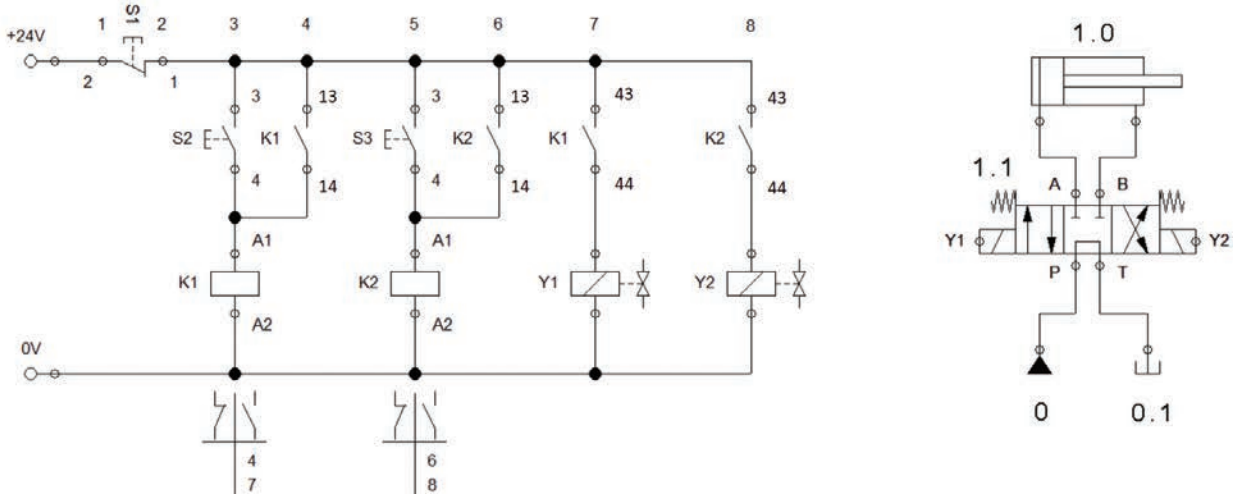 S1
1 2 3 4 5 6 7 8
+24V
2 1
3 13 3 13 43 43
S2 K1 S3 K2 K1 K2
4 14 4 14 44 44
A1 A1
K1 K2 Y1 Y2
A2 A2
0V
4 6
7 8
1.0
1.1
A B
Y1 Y2
P T
0 0.1